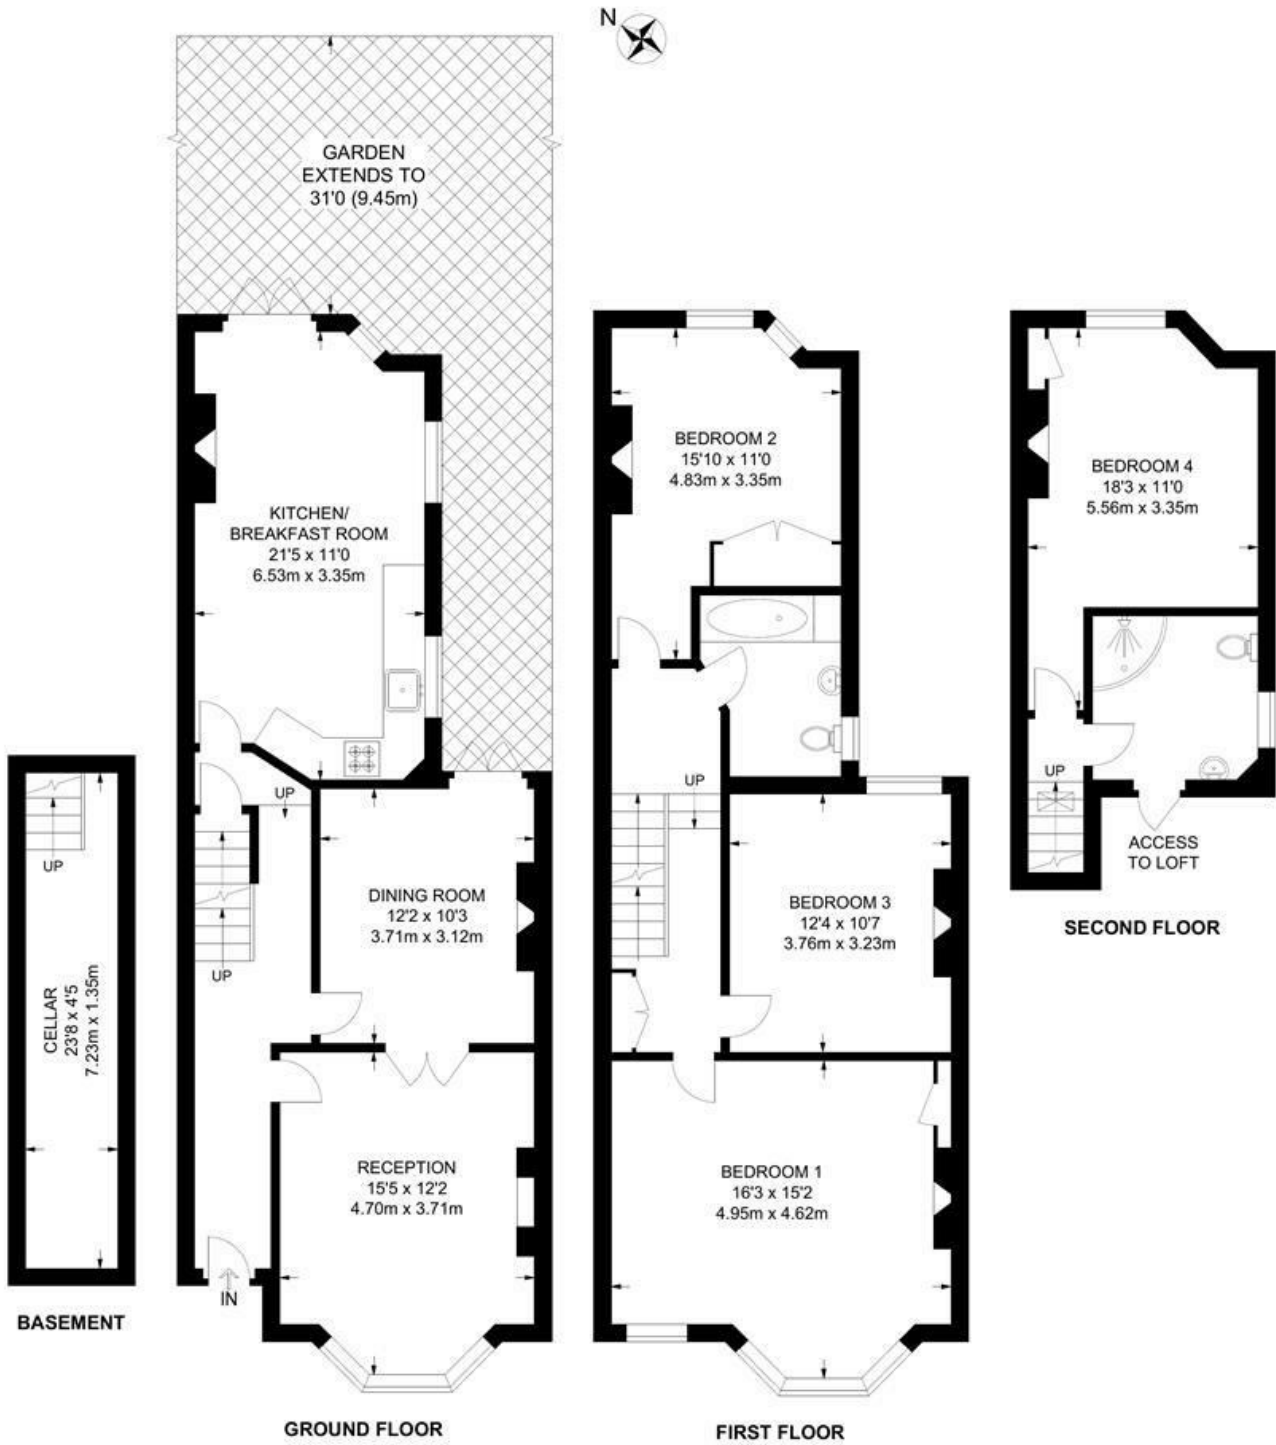 N
GARDEN
EXTENDS TO
31'0 (9.45m)
KITCHEN/
BREAKFAST ROOM
21'5 x 11'0
6.53m x 3.35m
UP
UP
UP
DINING ROOM
12'2 x 10'3
3.71m x 3.12m
RECEPTION
15'5 x 12'2
4.70m x 3.71m
IN
GROUND FLOOR
UP
CELLAR
23'8 x 4'5
7.23m x 1.35m
BASEMENT
BEDROOM 2
15'10 x 11'0
4.83m x 3.35m
UP
BEDROOM 3
12'4 x 10'7
3.76m x 3.23m
BEDROOM 1
16'3 x 15'2
4.95m x 4.62m
FIRST FLOOR
BEDROOM 4
18'3 x 11'0
5.56m x 3.35m
UP
ACCESS
TO LOFT
SECOND FLOOR